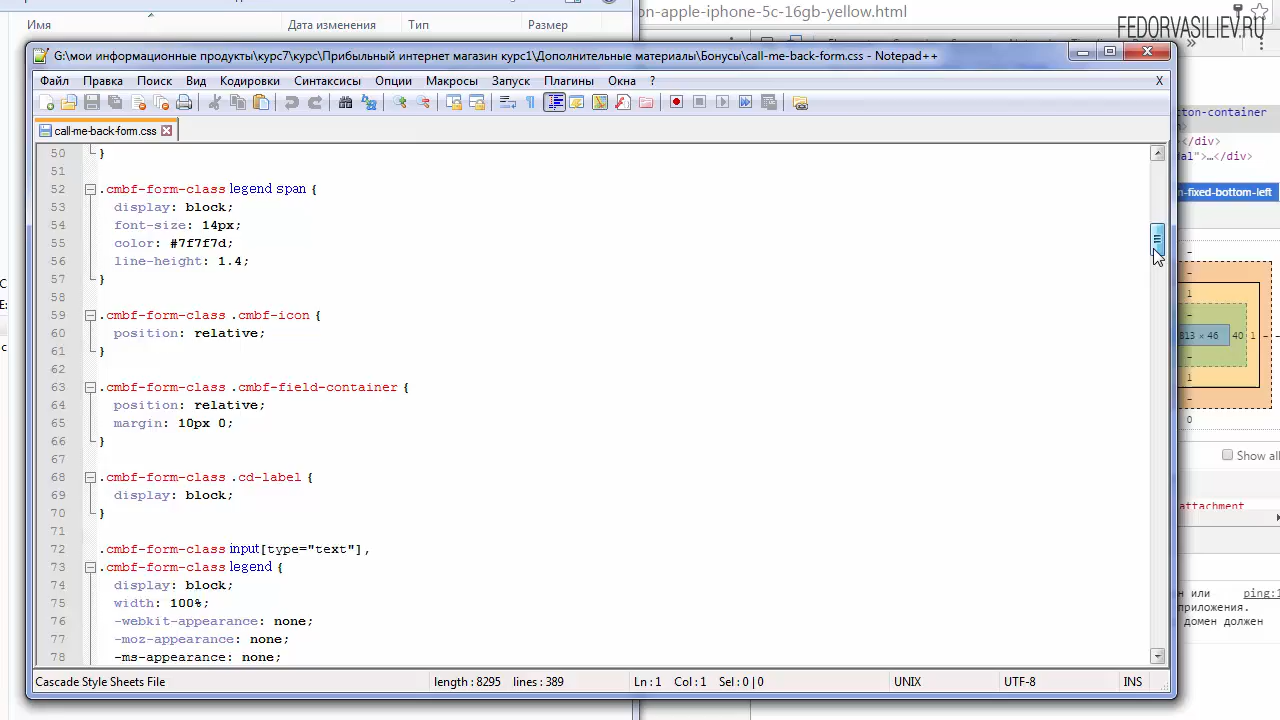 Имя
Дата изменения
Тип
Размер
on-apple-iphone-5c-16gb-yellow.html
FEDORVASILIEV.RU
G:\мои информационные продукты\курс7\курс\Прибыльный интернет магазин курс1\Дополнительные материалы\Бонусы\call-me-back-form.css - Notepad++
Файл Правка Поиск Вид Кодировки Синтаксисы Опции Макросы Запуск Плагины Окна ? X
call-me-back-form.css
50 }
51
52 .cmbf-form-class legend span {
53 display: block;
54 font-size: 14px;
55 color: #7f7f7d;
56 line-height: 1.4;
57 }
58
59 .cmbf-form-class .cmbf-icon {
60 position: relative;
61 }
62
63 .cmbf-form-class .cmbf-field-container {
64 position: relative;
65 margin: 10px 0;
66 }
67
68 .cmbf-form-class .cd-label {
69 display: block;
70 }
71
72 .cmbf-form-class input[type="text"],
73 .cmbf-form-class legend {
74 display: block;
75 width: 100%;
76 -webkit-appearance: none;
77 -moz-appearance: none;
78 -ms-appearance: none;
Cascade Style Sheets File
length : 8295 lines : 389
Ln : 1 Col : 1 Sel : 0 | 0
UNIX
UTF-8
INS
tton-container
></div>
dal">…</div>
n-fixed-bottom-left
1
813 × 46
40
1
1
0
Show all
attachment
н или
ping:1
приложения.
домен должен